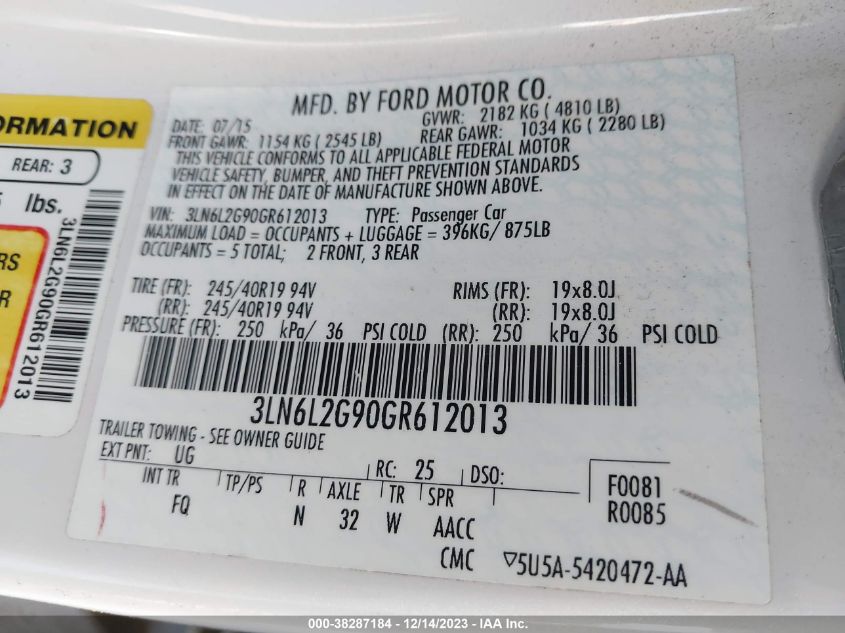 MFD. BY FORD MOTOR CO.
DATE: 07/15 GVWR: 2182 KG ( 4810 LB)
FRONT GAWR: 1154 KG ( 2545 LB) REAR GAWR: 1034 KG ( 2280 LB)
THIS VEHICLE CONFORMS TO ALL APPLICABLE FEDERAL MOTOR
VEHICLE SAFETY, BUMPER, AND THEFT PREVENTION STANDARDS
IN EFFECT ON THE DATE OF MANUFACTURE SHOWN ABOVE.
VIN: 3LN6L2G90GR612013 TYPE: Passenger Car
MAXIMUM LOAD = OCCUPANTS + LUGGAGE = 396KG/ 875LB
OCCUPANTS = 5 TOTAL; 2 FRONT, 3 REAR
TIRE (FR): 245/40R19 94V RIMS (FR): 19x8.0J
(RR): 245/40R19 94V (RR): 19x8.0J
PRESSURE (FR): 250 kPa/ 36 PSI COLD (RR): 250 kPa/ 36 PSI COLD
3LN6L2G90GR612013
TRAILER TOWING - SEE OWNER GUIDE
EXT PNT: UG RC: 25 DSO:
INT TR TP/PS R AXLE TR SPR
FQ N 32 W AACC
CMC
F0081
R0085
5U5A-5420472-AA
ORMATION
REAR: 3
lbs.
RS
R
3LN6L2G90GR612013
000-38287184 - 12/14/2023 - IAA Inc.